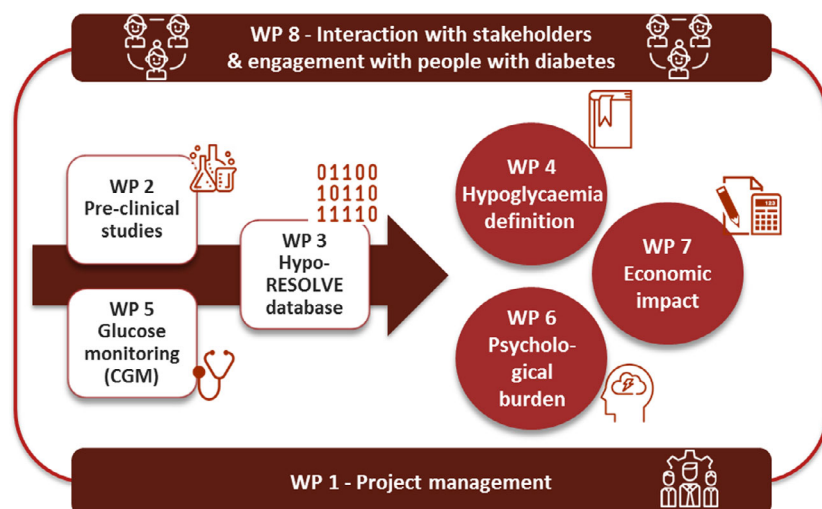 WP 8 - Interaction with stakeholders
& engagement with people with diabetes
WP 2
Pre-clinical
studies
01100
10110
11110
WP 3
Hypo-
RESOLVE
database
WP 5
Glucose
monitoring
(CGM)
WP 4
Hypoglycaemia
definition
123
WP 7
Economic
impact
WP 6
Psycholo-
gical
burden
WP 1 - Project management